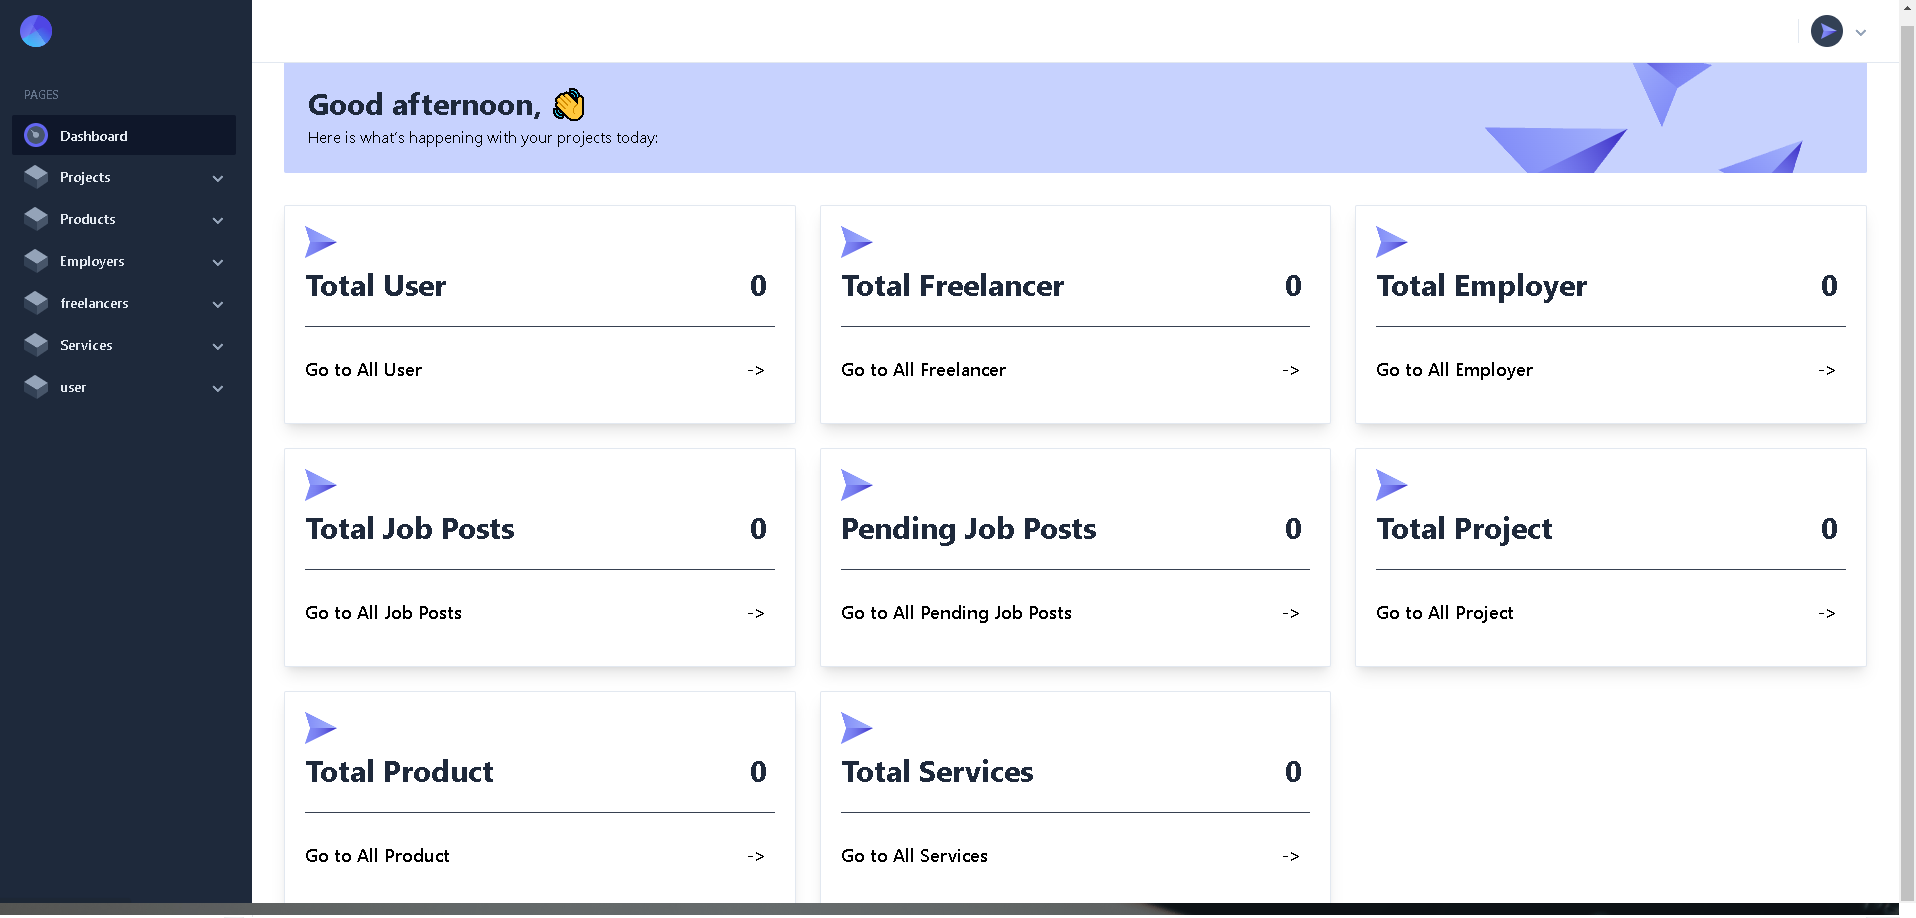 PAGES
Dashboard
Projects
Products
Employers
freelancers
Services
user
Good afternoon, 👋
Here is what's happening with your projects today:
Total User 0
Go to All User ->
Total Freelancer 0
Go to All Freelancer ->
Total Employer 0
Go to All Employer ->
Total Job Posts 0
Go to All Job Posts ->
Pending Job Posts 0
Go to All Pending Job Posts ->
Total Project 0
Go to All Project ->
Total Product 0
Go to All Product ->
Total Services 0
Go to All Services ->